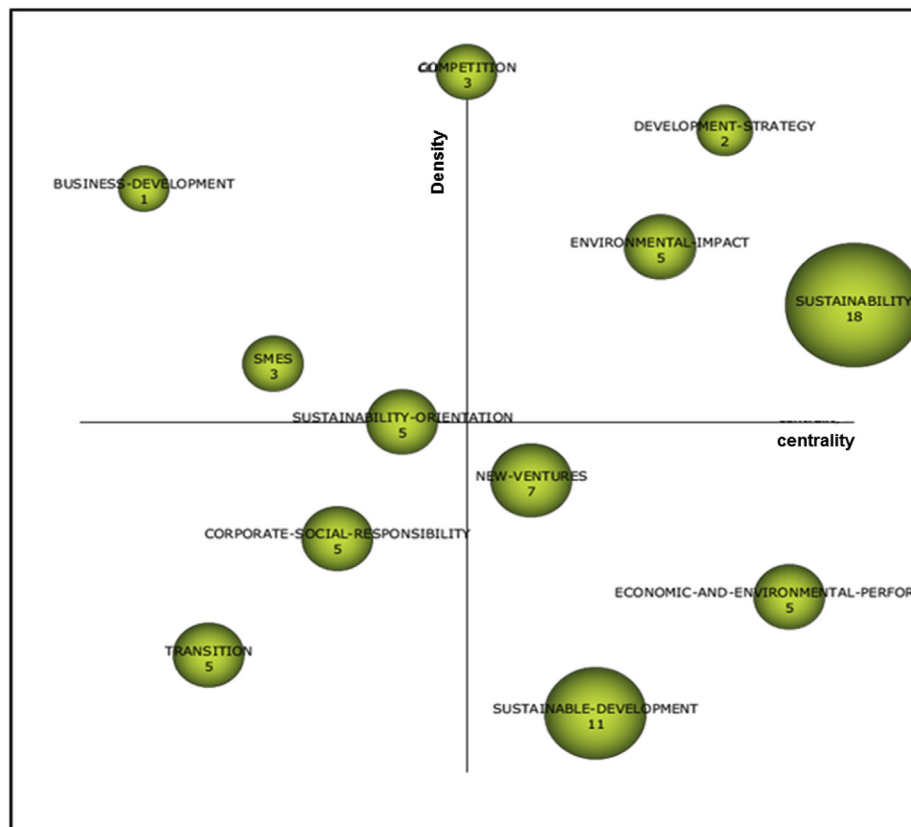 COMPETITION
3
Density
DEVELOPMENT-STRATEGY
2
BUSINESS-DEVELOPMENT
1
ENVIRONMENTAL-IMPACT
5
SUSTAINABILITY
18
SMES
3
SUSTAINABILITY-ORIENTATION
5
centrality
NEW-VENTURES
7
CORPORATE-SOCIAL-RESPONSIBILITY
5
ECONOMIC-AND-ENVIRONMENTAL-PERFOR
5
TRANSITION
5
SUSTAINABLE-DEVELOPMENT
11